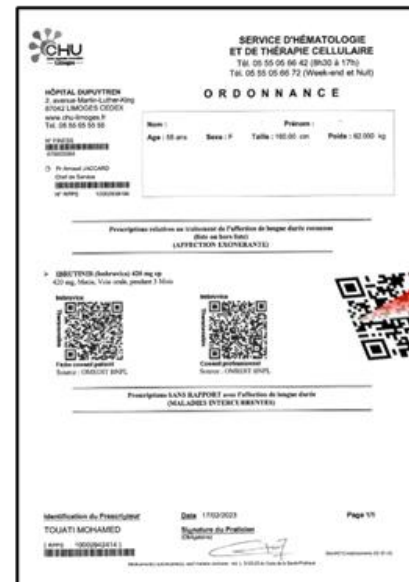 CHU
Limoges
SERVICE D'HÉMATOLOGIE
ET DE THÉRAPIE CELLULAIRE
Tél. 05 55 05 66 42 (8h30 à 17h)
Tél. 05 55 05 66 72 (Week-end et Nuit)
HÔPITAL DUPUYTREN
2, avenue Martin-Luther-King
87042 LIMOGES CEDEX
www.chu-limoges.fr
Tél. 05 55 05 55 55
ORDONNANCE
N° FINESS
Pr Arnaud JACCARD
Chef de Service
N° RPPS
Nom :
Prénom :
Age : 58 ans
Sexe : F
Taille : 160.00 cm
Poids : 62.000 kg
Prescriptions relatives au traitement de l'affection de longue durée reconnue
(liste ou hors liste)
(AFFECTION EXONERANTE)
IBRUTINIB (Imbruvica) 420 mg cp
420 mg, Matin, Voie orale, pendant 3 Mois
Imbruvica
Fiche conseil patient
Source : OMEDIT BNPL
Imbruvica
Conseil professionnel
Source : OMEDIT BNPL
Prescriptions SANS RAPPORT avec l'affection de longue durée
(MALADIES INTERCURRENTES)
Identification du Prescripteur
TOUATI MOHAMED
( RPPS 10002942414 )
Date 17/02/2023
Signature du Praticien
(Obligatoire)
Page 1/1